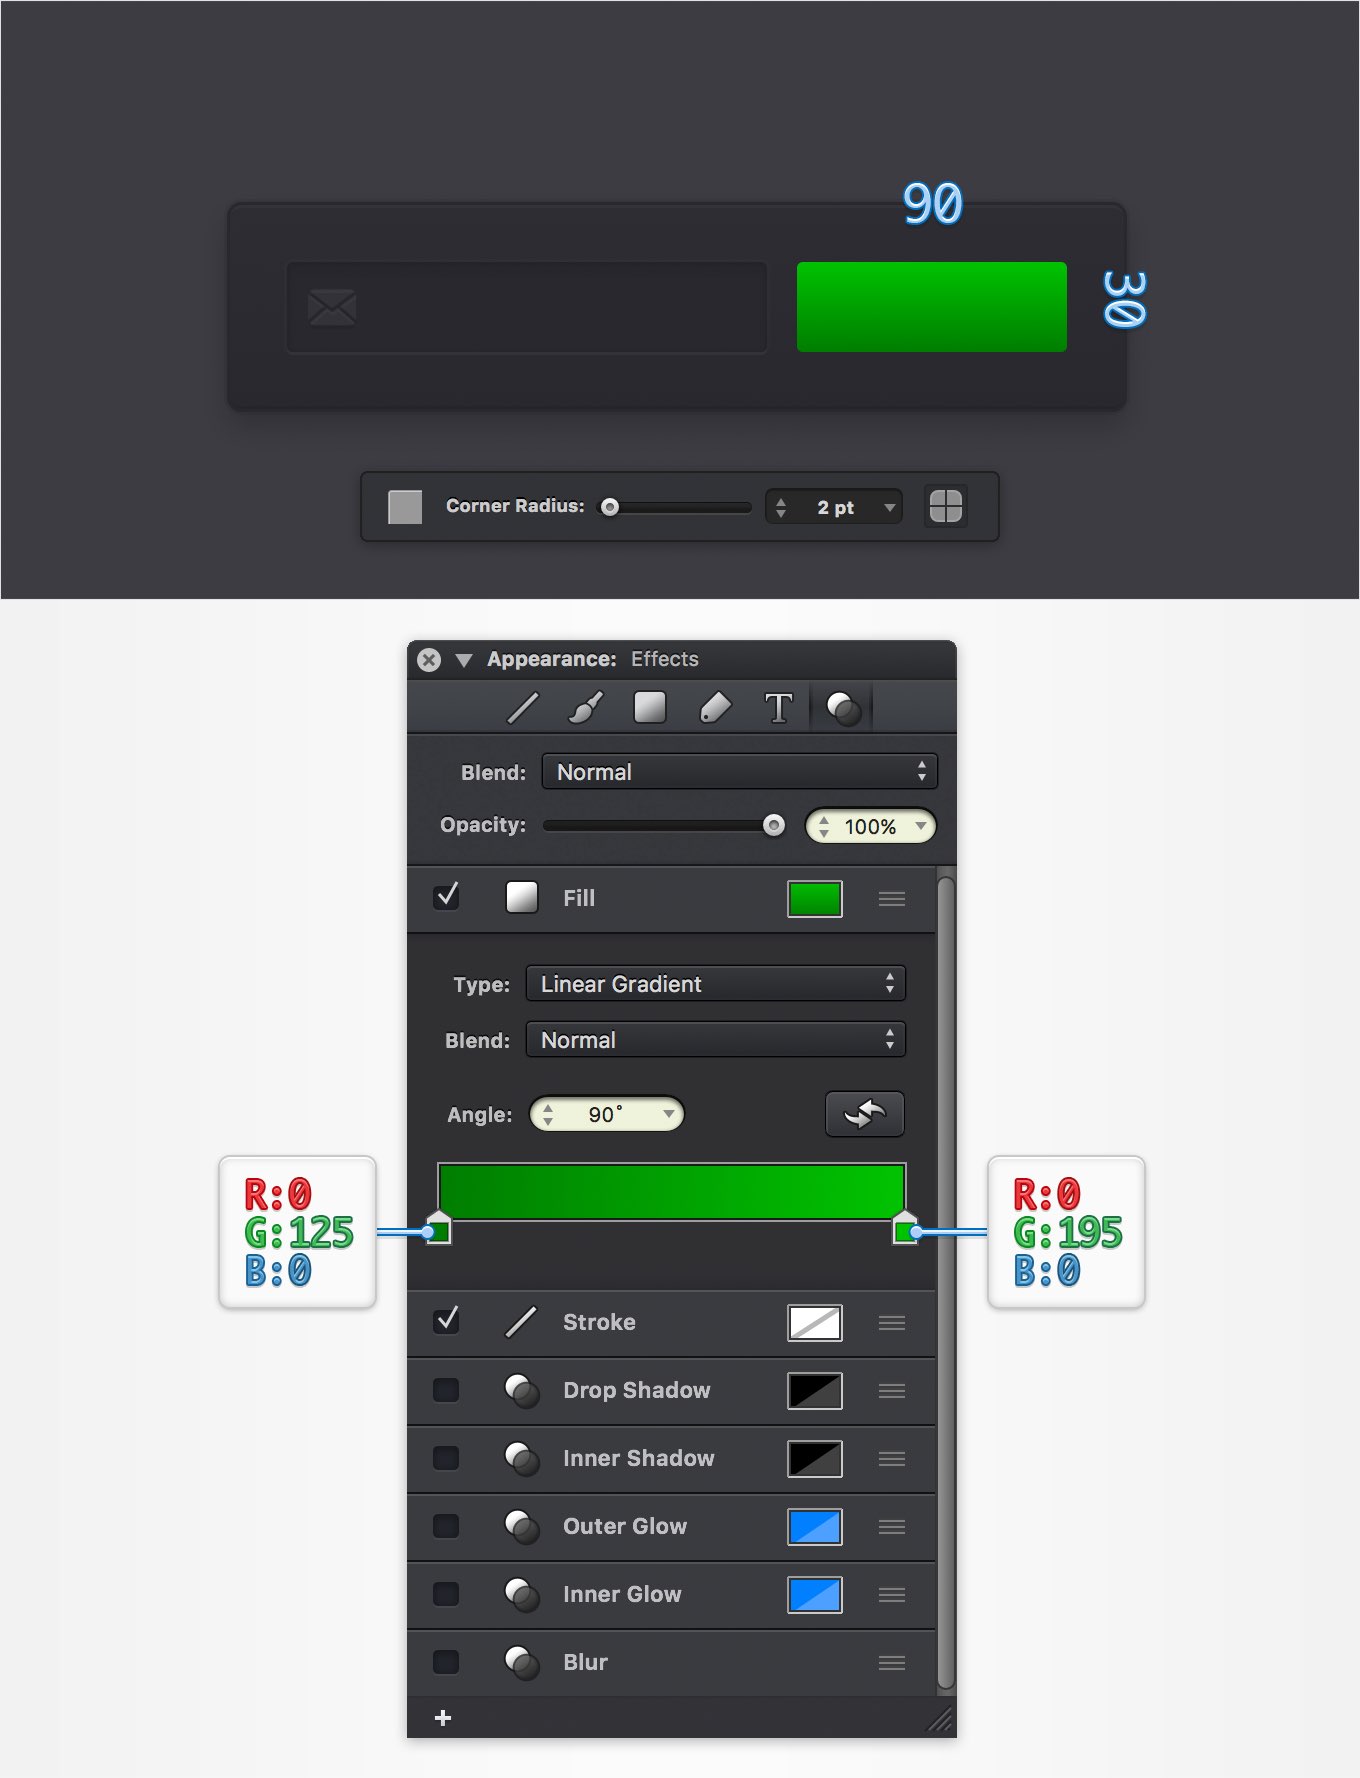 90
30
Corner Radius: 2 pt
Appearance: Effects
T
Blend: Normal
Opacity: 100%
Fill
Type: Linear Gradient
Blend: Normal
Angle: 90°
R:0
G:125
B:0
R:0
G:195
B:0
Stroke
Drop Shadow
Inner Shadow
Outer Glow
Inner Glow
Blur